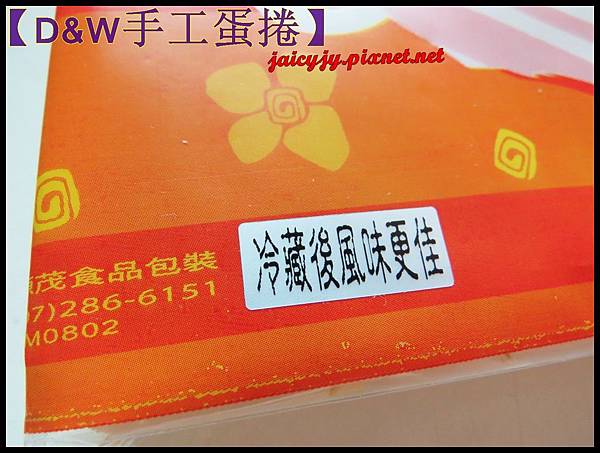 【D&W手工蛋捲】
jaicyjy.pixnet.net
冷藏後風味更佳
茂食品包裝
7)286-6151
M0802